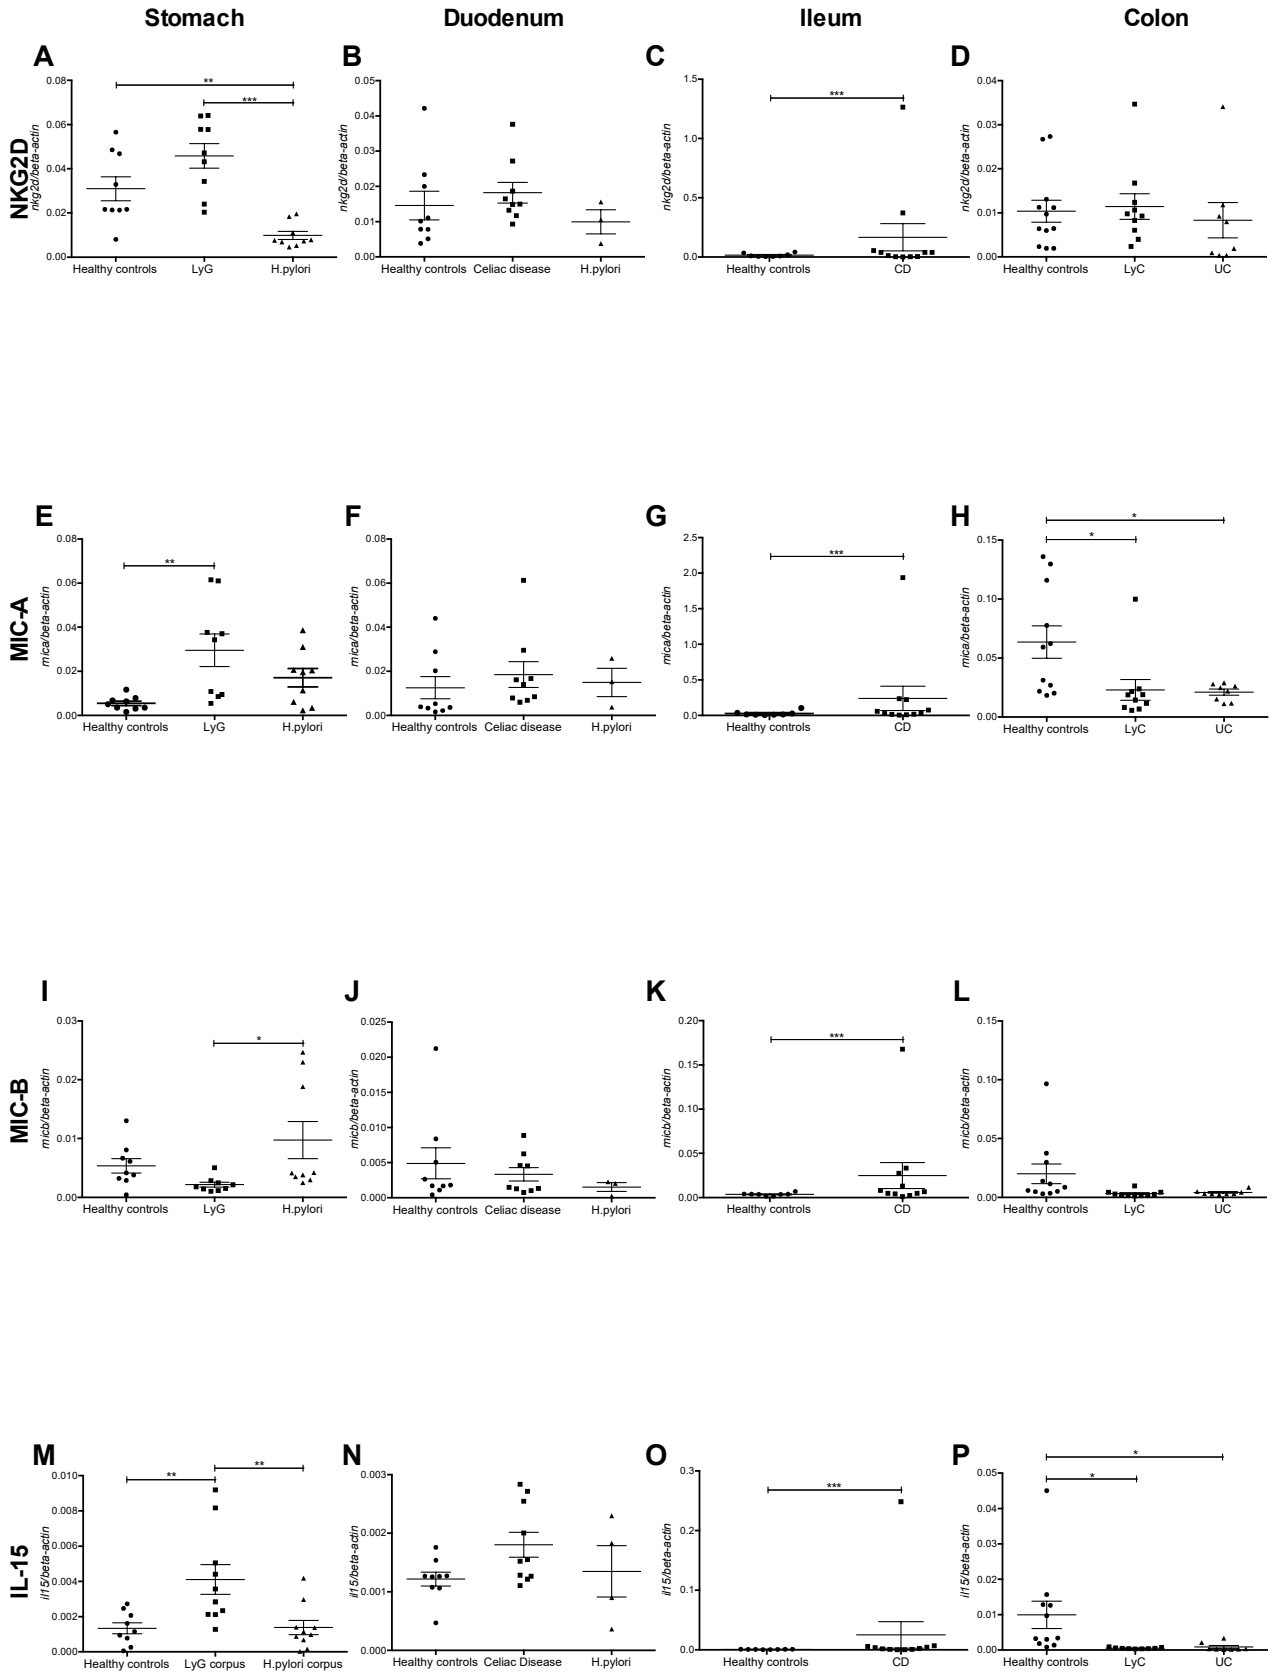 Stomach Duodenum Ileum Colon
NKG2D
A
nkg2d/beta-actin
0.08
0.06
0.04
0.02
0.00
**
***
Healthy controls LyG H.pylori
B
nkg2d/beta-actin
0.05
0.04
0.03
0.02
0.01
0.00
Healthy controls Celiac disease H.pylori
C
nkg2d/beta-actin
1.5
1.0
0.5
0.0
***
Healthy controls CD
D
nkg2d/beta-actin
0.04
0.03
0.02
0.01
0.00
Healthy controls LyC UC
MIC-A
E
mica/beta-actin
0.08
0.06
0.04
0.02
0.00
**
Healthy controls LyG H.pylori
F
mica/beta-actin
0.08
0.06
0.04
0.02
0.00
Healthy controls Celiac disease H.pylori
G
mica/beta-actin
2.5
2.0
1.5
1.0
0.5
0.0
***
Healthy controls CD
H
mica/beta-actin
0.15
0.10
0.05
0.00
*
*
Healthy controls LyC UC
MIC-B
I
micb/beta-actin
0.03
0.02
0.01
0.00
*
Healthy controls LyG H.pylori
J
micb/beta-actin
0.025
0.020
0.015
0.010
0.005
0.000
Healthy controls Celiac disease H.pylori
K
micb/beta-actin
0.20
0.15
0.10
0.05
0.00
***
Healthy controls CD
L
micb/beta-actin
0.15
0.10
0.05
0.00
Healthy controls LyC UC
IL-15
M
il15/beta-actin
0.010
0.008
0.006
0.004
0.002
0.000
**
**
Healthy controls LyG corpus H.pylori corpus
N
il15/beta-actin
0.003
0.002
0.001
0.000
Healthy controls Celiac Disease H.pylori
O
il15/beta-actin
0.3
0.2
0.1
0.0
***
Healthy controls CD
P
il15/beta-actin
0.05
0.04
0.03
0.02
0.01
0.00
*
*
Healthy controls LyC UC